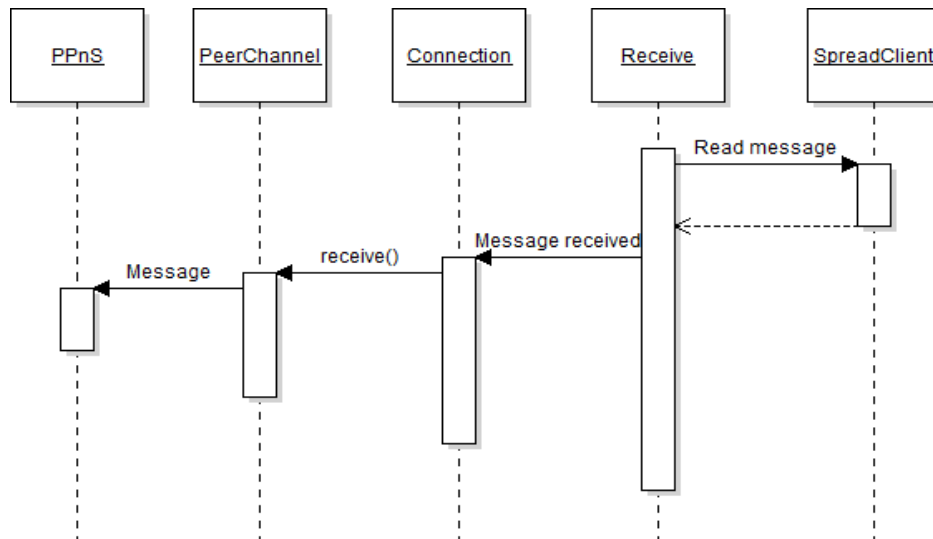 PPnS
PeerChannel
Connection
Receive
SpreadClient
Read message
Message received
receive()
Message